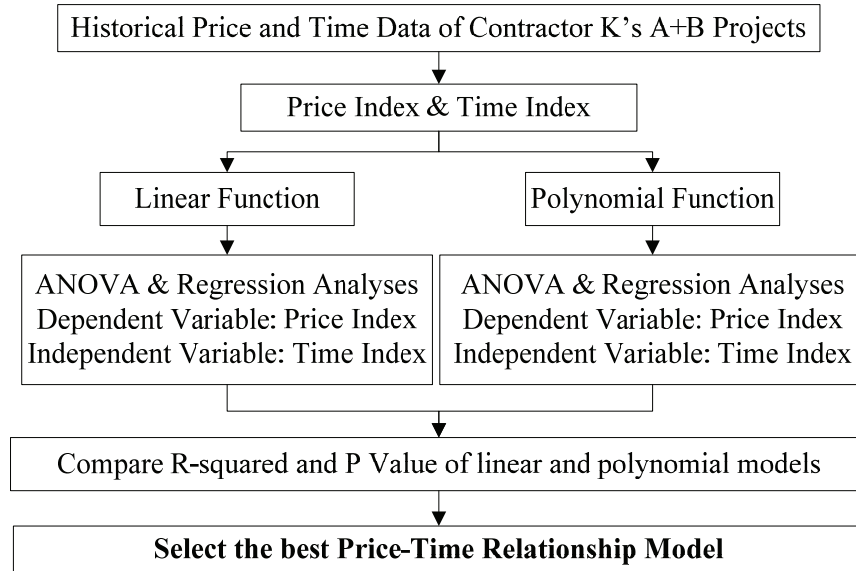 Historical Price and Time Data of Contractor K's A+B Projects
Price Index & Time Index
Linear Function
Polynomial Function
ANOVA & Regression Analyses
Dependent Variable: Price Index
Independent Variable: Time Index
ANOVA & Regression Analyses
Dependent Variable: Price Index
Independent Variable: Time Index
Compare R-squared and P Value of linear and polynomial models
Select the best Price-Time Relationship Model